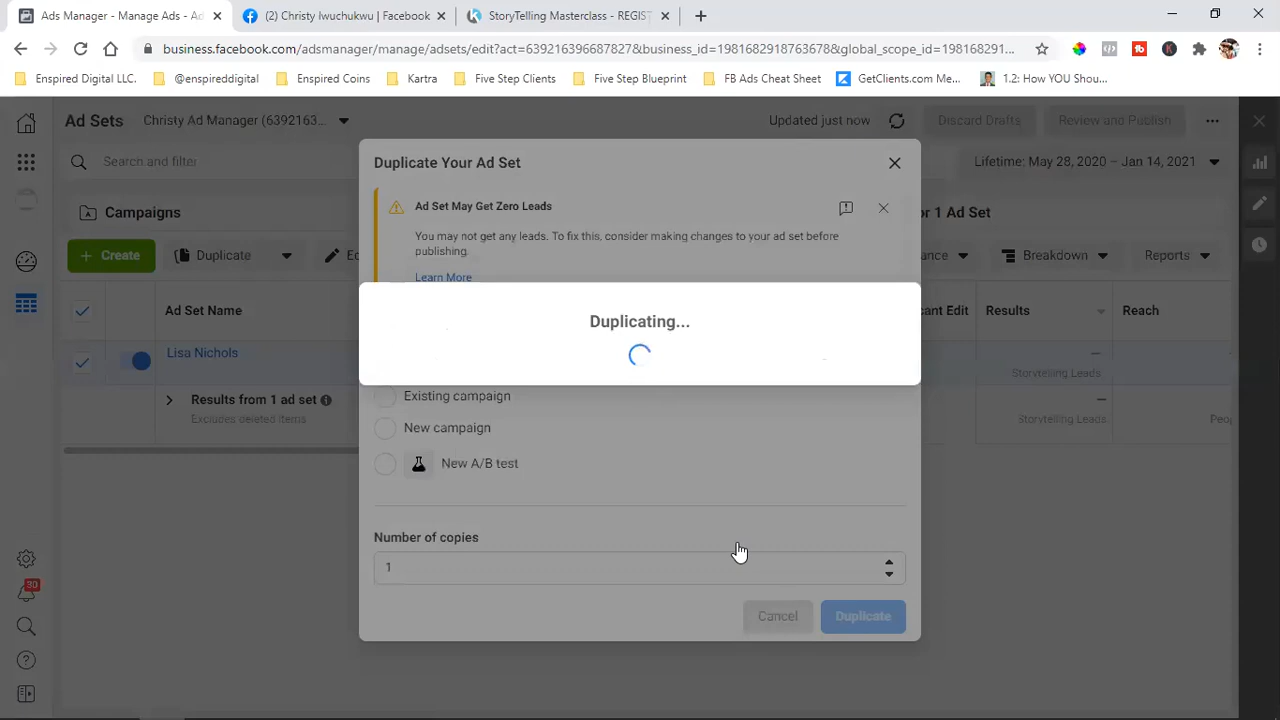 Ads Manager - Manage Ads - Ad
(2) Christy Iwuchukwu | Facebook
StoryTelling Masterclass - REGIST
business.facebook.com/adsmanager/manage/adsets/edit?act=639216396687827&business_id=1981682918763678&global_scope_id=198168291...
Enspired Digital LLC.
@enspireddigital
Enspired Coins
Kartra
Five Step Clients
Five Step Blueprint
FB Ads Cheat Sheet
GetClients.com Me...
1.2: How YOU Shou...
Ad Sets
Christy Ad Manager (6392163...
Updated just now
Discard Drafts
Review and Publish
Search and filter
Lifetime: May 28, 2020 – Jan 14, 2021
Duplicate Your Ad Set
Ad Set May Get Zero Leads
You may not get any leads. To fix this, consider making changes to your ad set before
publishing.
Learn More
Campaigns
or 1 Ad Set
+ Create
Duplicate
Breakdown
Reports
Ad Set Name
cant Edit
Results
Reach
Duplicating...
Lisa Nichols
Storytelling Leads
Results from 1 ad set
Excludes deleted items
Storytelling Leads
Existing campaign
New campaign
New A/B test
Number of copies
1
30
Cancel
Duplicate